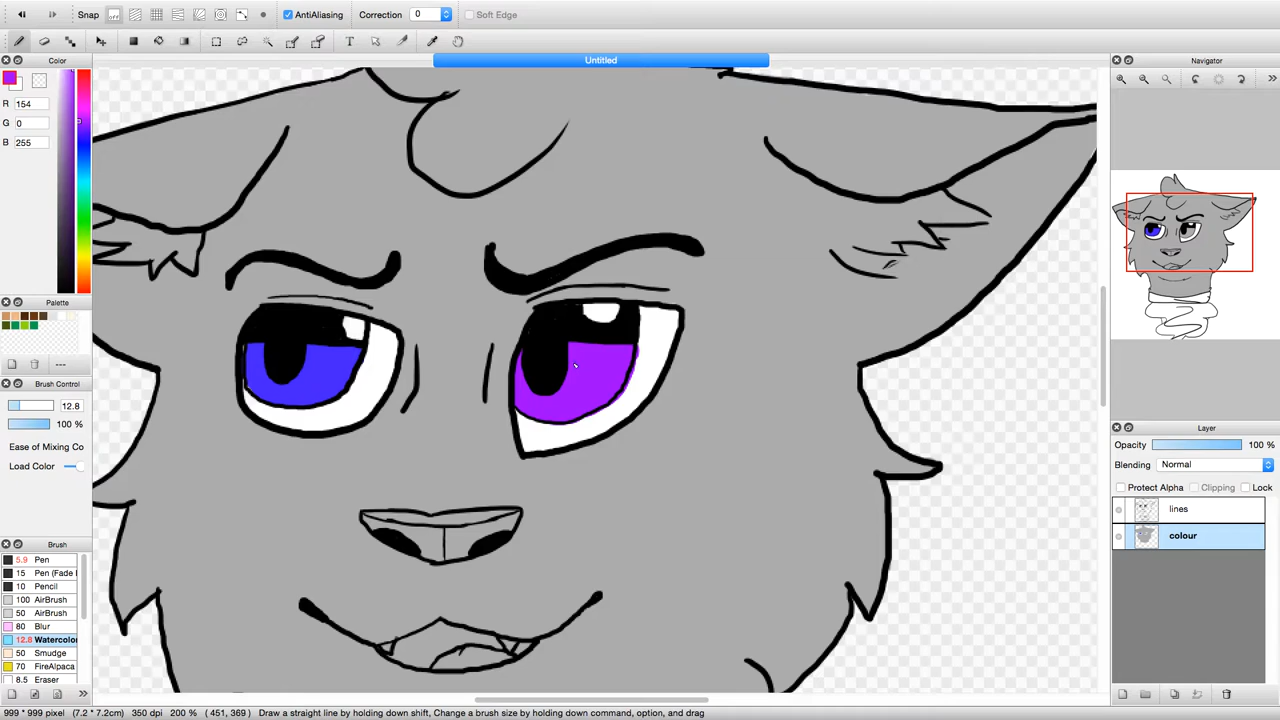 Snap off AntiAliasing Correction 0 Soft Edge
Color
Untitled
Navigator
R 154
G 0
B 255
Palette
---
Brush Control
12.8
100 %
Ease of Mixing Co
Load Color
Brush
5.9 Pen
15 Pen (Fade I
10 Pencil
100 AirBrush
50 AirBrush
80 Blur
12.8 Watercolo
50 Smudge
70 FireAlpaca
8.5 Eraser
Layer
Opacity 100 %
Blending Normal
Protect Alpha Clipping Lock
lines
colour
999 * 999 pixel (7.2 * 7.2cm) 350 dpi 200 % ( 451, 369 ) Draw a straight line by holding down shift, Change a brush size by holding down command, option, and drag